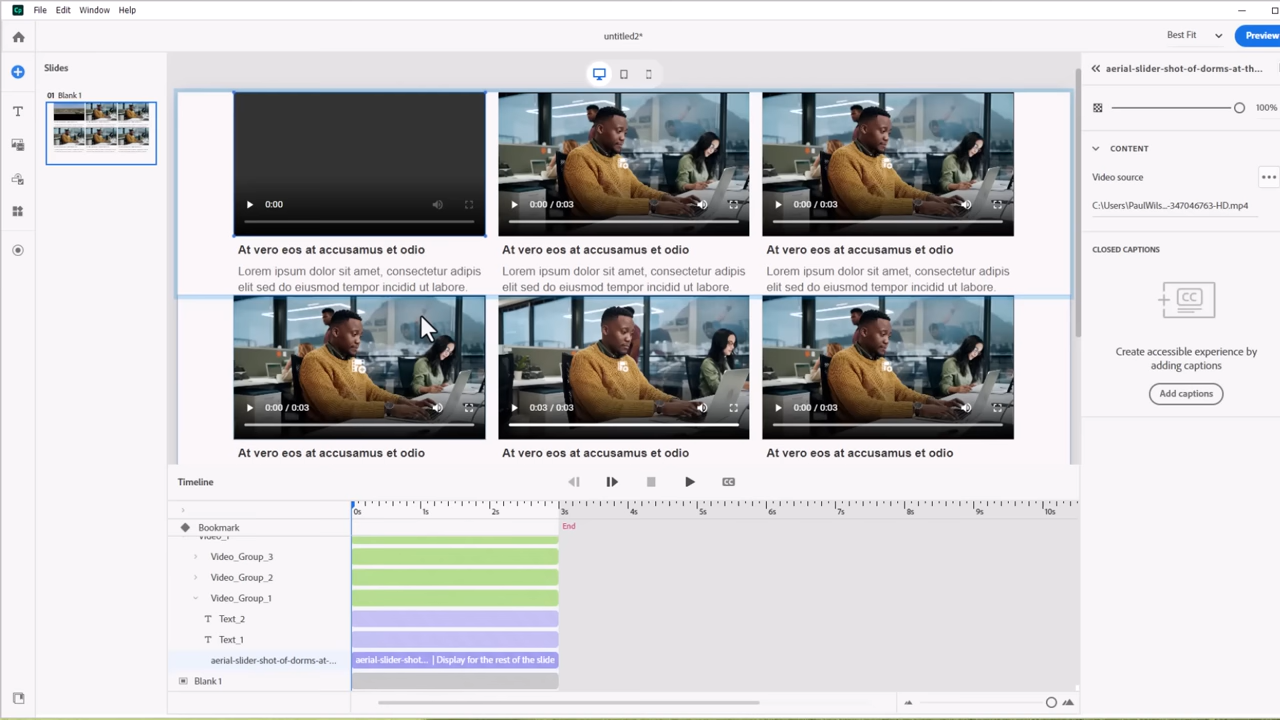 Cp File Edit Window Help
untitled2*
Best Fit
Preview
Slides
01 Blank 1
aerial-slider-shot-of-dorms-at-th...
100%
CONTENT
Video source
C:\Users\PaulWils...-347046763-HD.mp4
CLOSED CAPTIONS
CC
Create accessible experience by
adding captions
Add captions
0:00
0:00 / 0:03
0:00 / 0:03
At vero eos at accusamus et odio
At vero eos at accusamus et odio
At vero eos at accusamus et odio
Lorem ipsum dolor sit amet, consectetur adipis
elit sed do eiusmod tempor incidid ut labore.
Lorem ipsum dolor sit amet, consectetur adipis
elit sed do eiusmod tempor incidid ut labore.
Lorem ipsum dolor sit amet, consectetur adipis
elit sed do eiusmod tempor incidid ut labore.
0:00 / 0:03
0:03 / 0:03
0:00 / 0:03
At vero eos at accusamus et odio
At vero eos at accusamus et odio
At vero eos at accusamus et odio
Timeline
CC
0s 1s 2s 3s 4s 5s 6s 7s 8s 9s 10s
Bookmark
End
Video_1
Video_Group_3
Video_Group_2
Video_Group_1
T Text_2
T Text_1
aerial-slider-shot-of-dorms-at-...
aerial-slider-shot... | Display for the rest of the slide
Blank 1